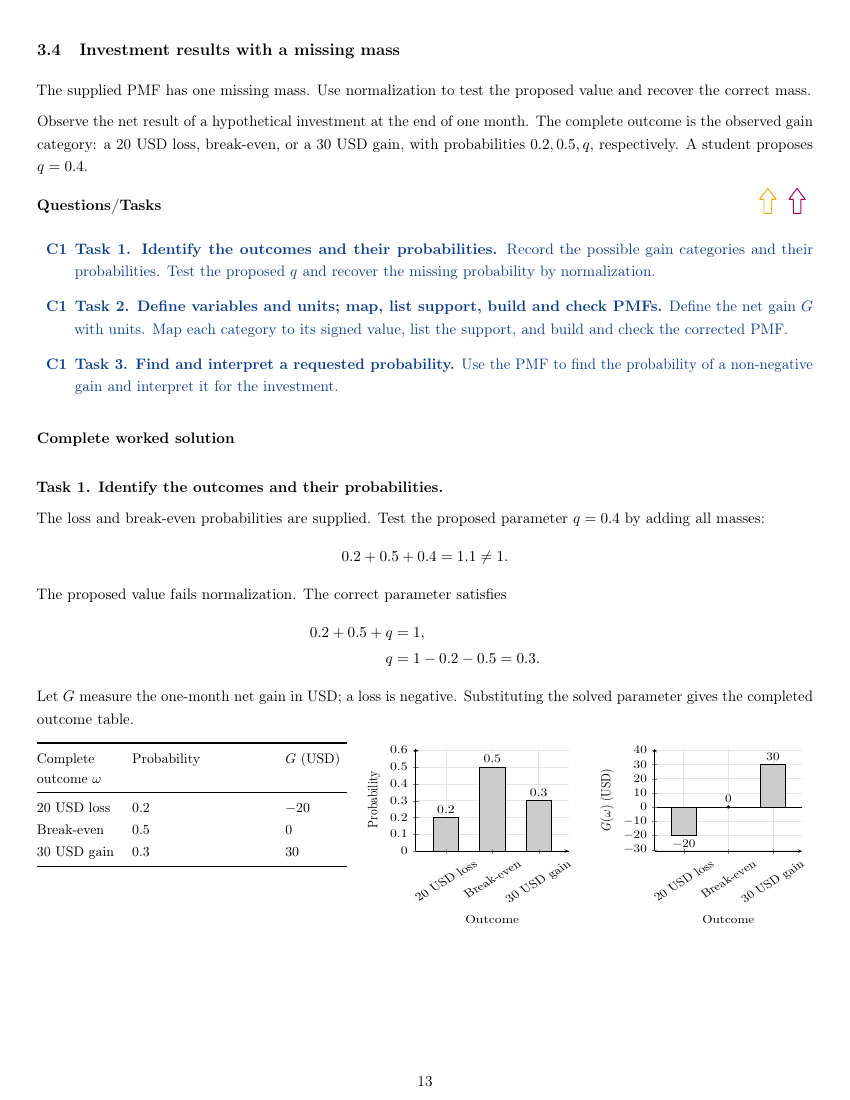 3.4 Investment results with a missing mass
The supplied PMF has one missing mass. Use normalization to test the proposed value and recover the correct mass.
Observe the net result of a hypothetical investment at the end of one month. The complete outcome is the observed gain
category: a 20 USD loss, break-even, or a 30 USD gain, with probabilities 0.2, 0.5, q, respectively. A student proposes
q = 0.4.
Questions/Tasks
C1 Task 1. Identify the outcomes and their probabilities. Record the possible gain categories and their
probabilities. Test the proposed q and recover the missing probability by normalization.
C1 Task 2. Define variables and units; map, list support, build and check PMFs. Define the net gain G
with units. Map each category to its signed value, list the support, and build and check the corrected PMF.
C1 Task 3. Find and interpret a requested probability. Use the PMF to find the probability of a non-negative
gain and interpret it for the investment.
Complete worked solution
Task 1. Identify the outcomes and their probabilities.
The loss and break-even probabilities are supplied. Test the proposed parameter q = 0.4 by adding all masses:
0.2 + 0.5 + 0.4 = 1.1 ≠ 1.
The proposed value fails normalization. The correct parameter satisfies
0.2 + 0.5 + q = 1,
q = 1 − 0.2 − 0.5 = 0.3.
Let G measure the one-month net gain in USD; a loss is negative. Substituting the solved parameter gives the completed
outcome table.
Complete Probability G (USD)
outcome ω
20 USD loss 0.2 −20
Break-even 0.5 0
30 USD gain 0.3 30
Probability
0.6
0.5
0.4
0.3
0.2
0.1
0
0.2
0.5
0.3
20 USD loss
Break-even
30 USD gain
Outcome
G(ω) (USD)
40
30
20
10
0
−10
−20
−30
−20
0
30
20 USD loss
Break-even
30 USD gain
Outcome
13